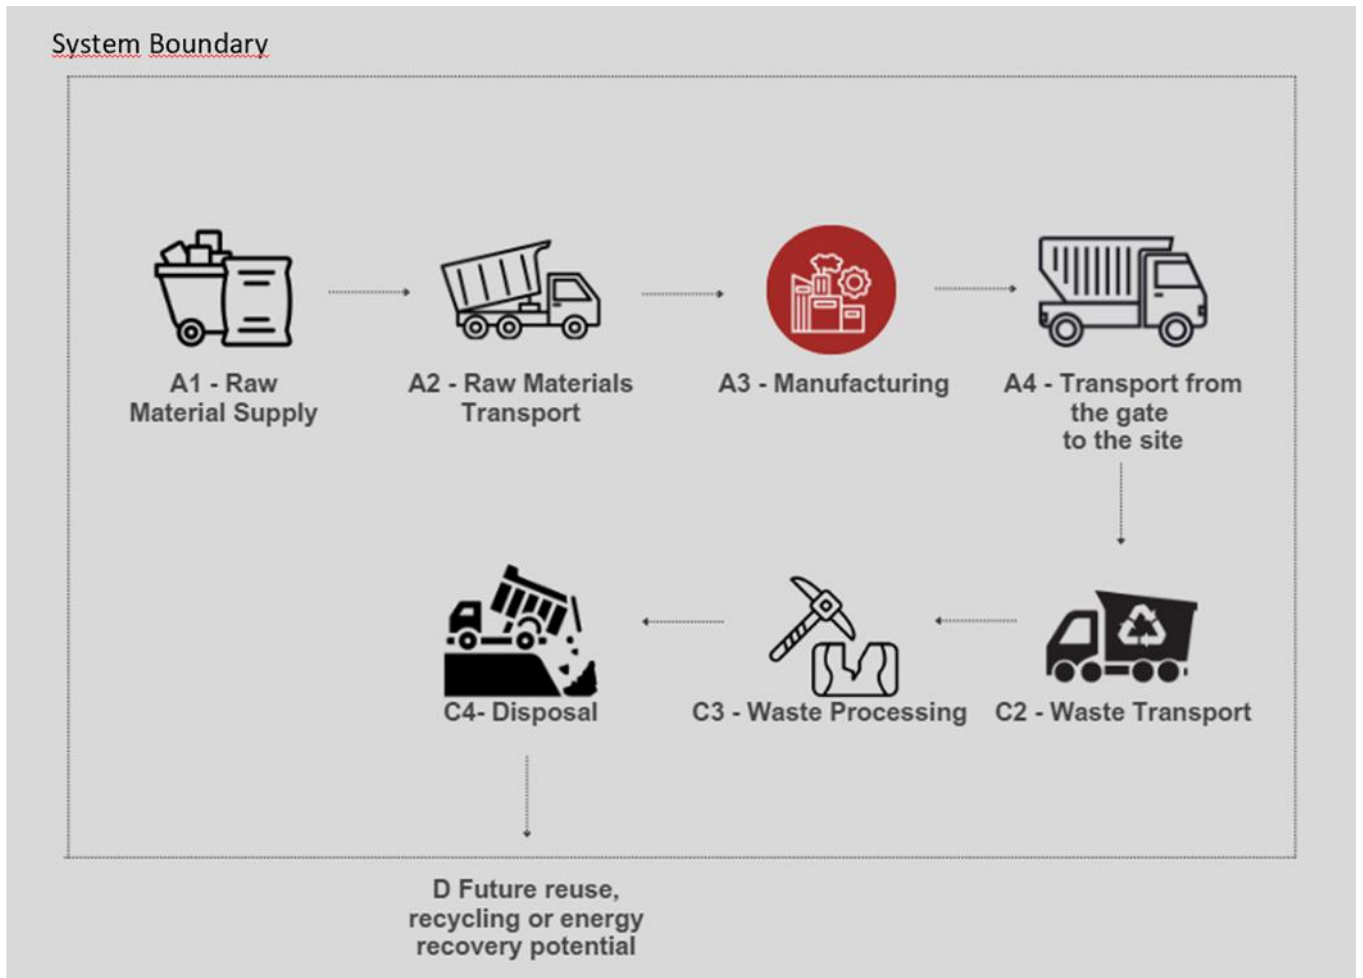 System Boundary
A1 - Raw
Material Supply
A2 - Raw Materials
Transport
A3 - Manufacturing
A4 - Transport from
the gate
to the site
C4- Disposal
C3 - Waste Processing
C2 - Waste Transport
D Future reuse,
recycling or energy
recovery potential